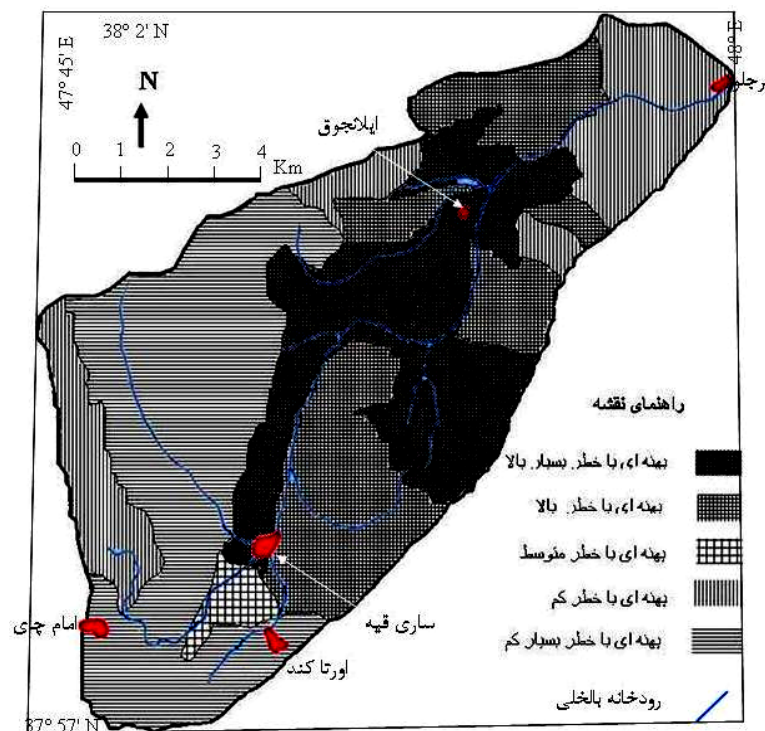 38° 2' N
47° 45' E
48° E
N
0 1 2 3 4
Km
رجلو
ایلانجوق
راهنمای نقشه
پهنه ای با خطر بسیار بالا
پهنه ای با خطر بالا
پهنه ای با خطر متوسط
پهنه ای با خطر کم
پهنه ای با خطر بسیار کم
رودخانه بالخلی
امام چای
ساری قیه
اورتا کند
37° 57' N